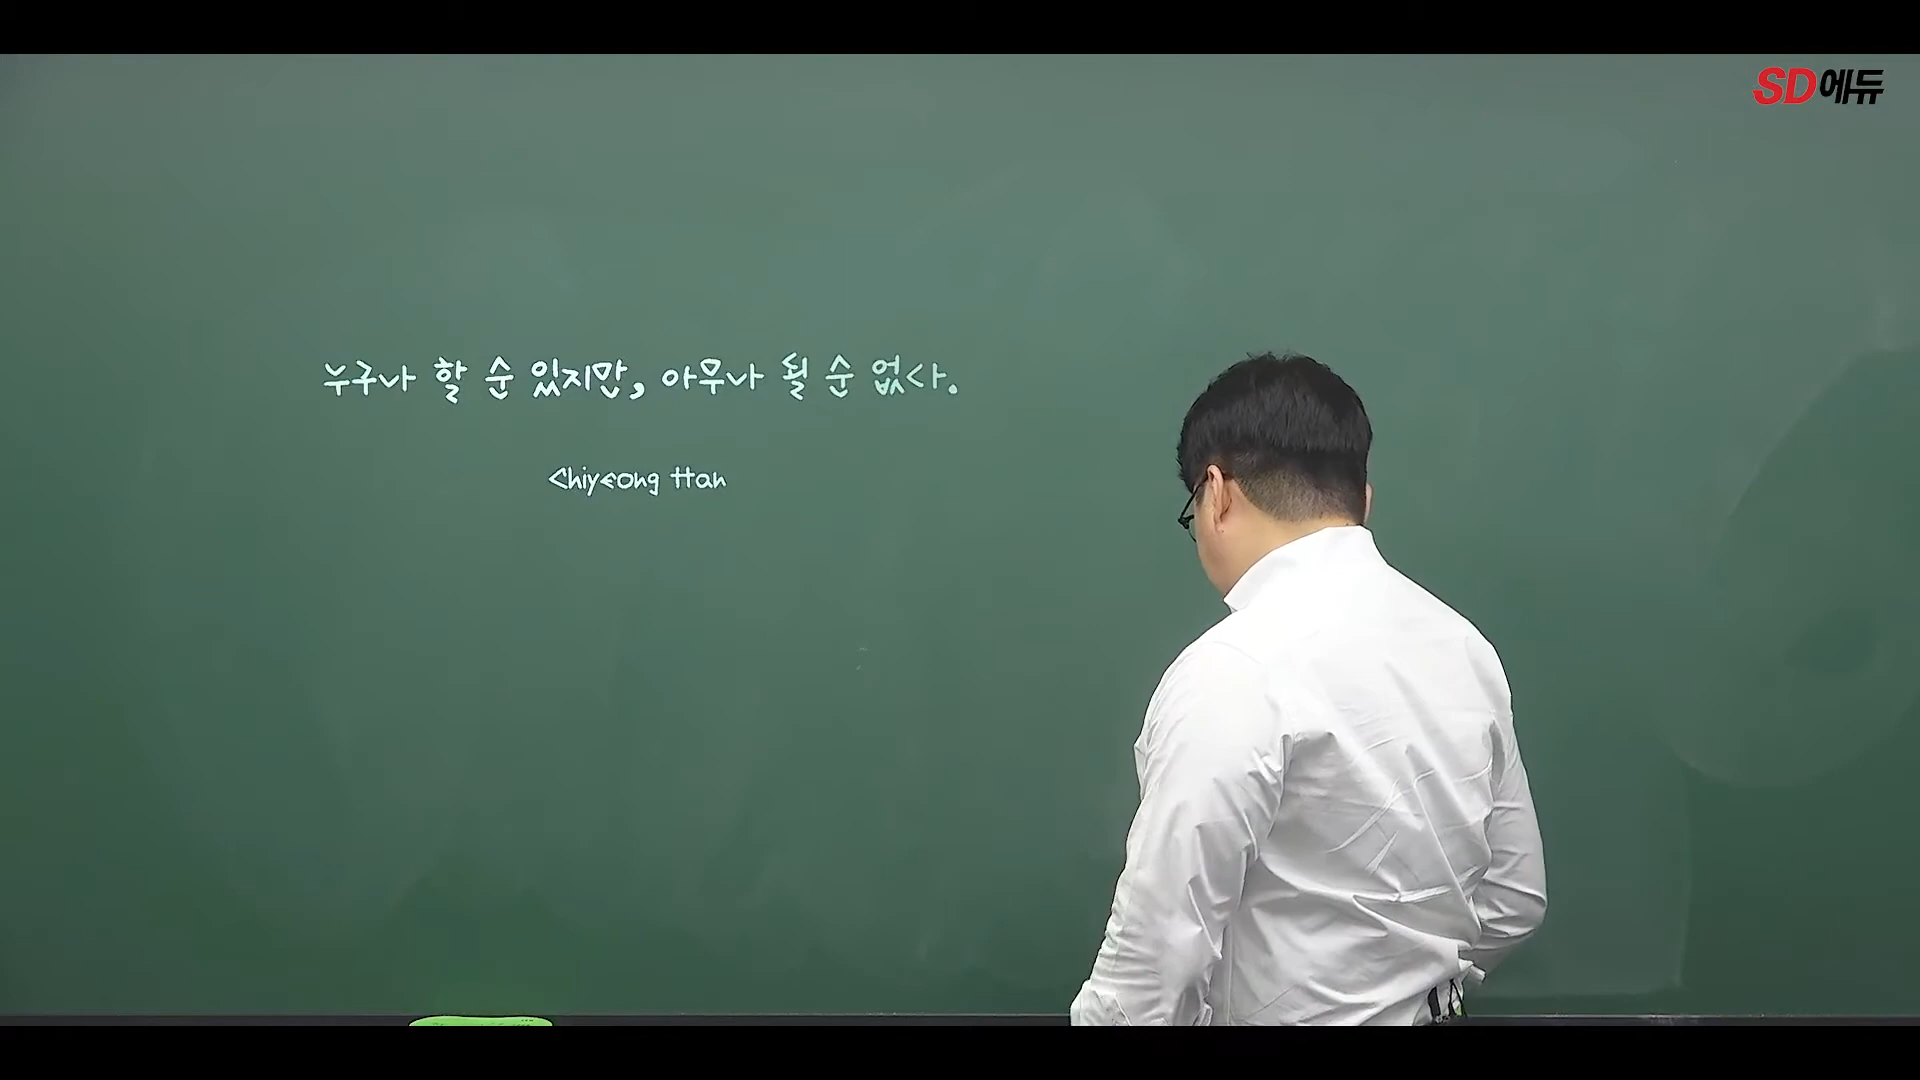 SD에듀
누구나 할 순 있지만, 아무나 될 순 없다.
Chiyeong Han